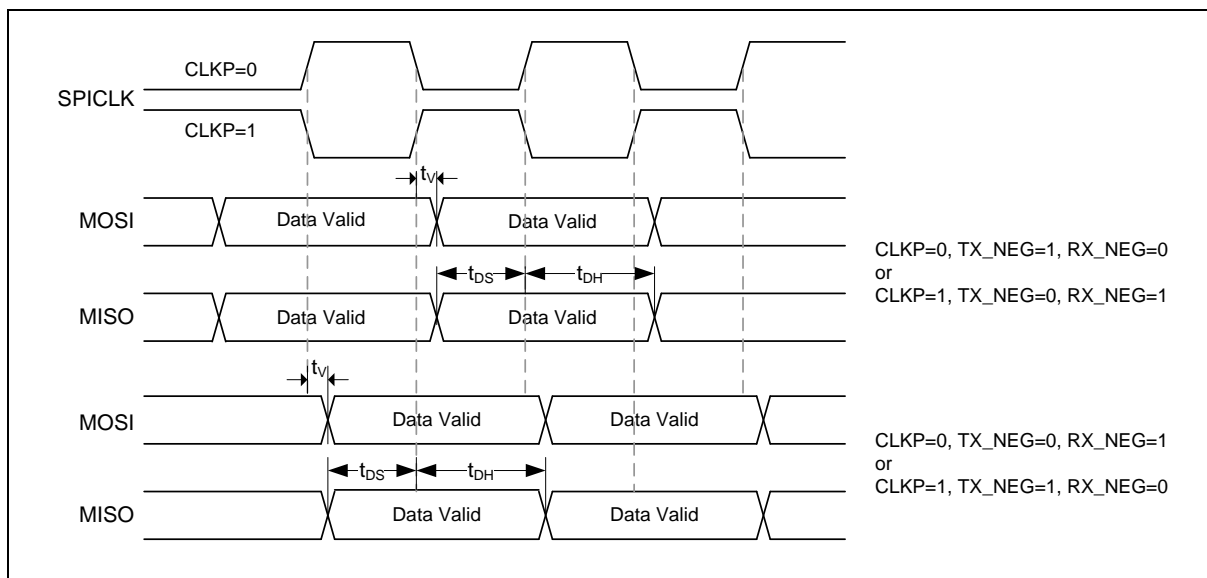 CLKP=0
SPICLK
CLKP=1
tV
MOSI
Data Valid
Data Valid
CLKP=0, TX_NEG=1, RX_NEG=0
or
CLKP=1, TX_NEG=0, RX_NEG=1
tDS
tDH
MISO
Data Valid
Data Valid
tV
MOSI
Data Valid
Data Valid
CLKP=0, TX_NEG=0, RX_NEG=1
or
CLKP=1, TX_NEG=1, RX_NEG=0
tDS
tDH
MISO
Data Valid
Data Valid